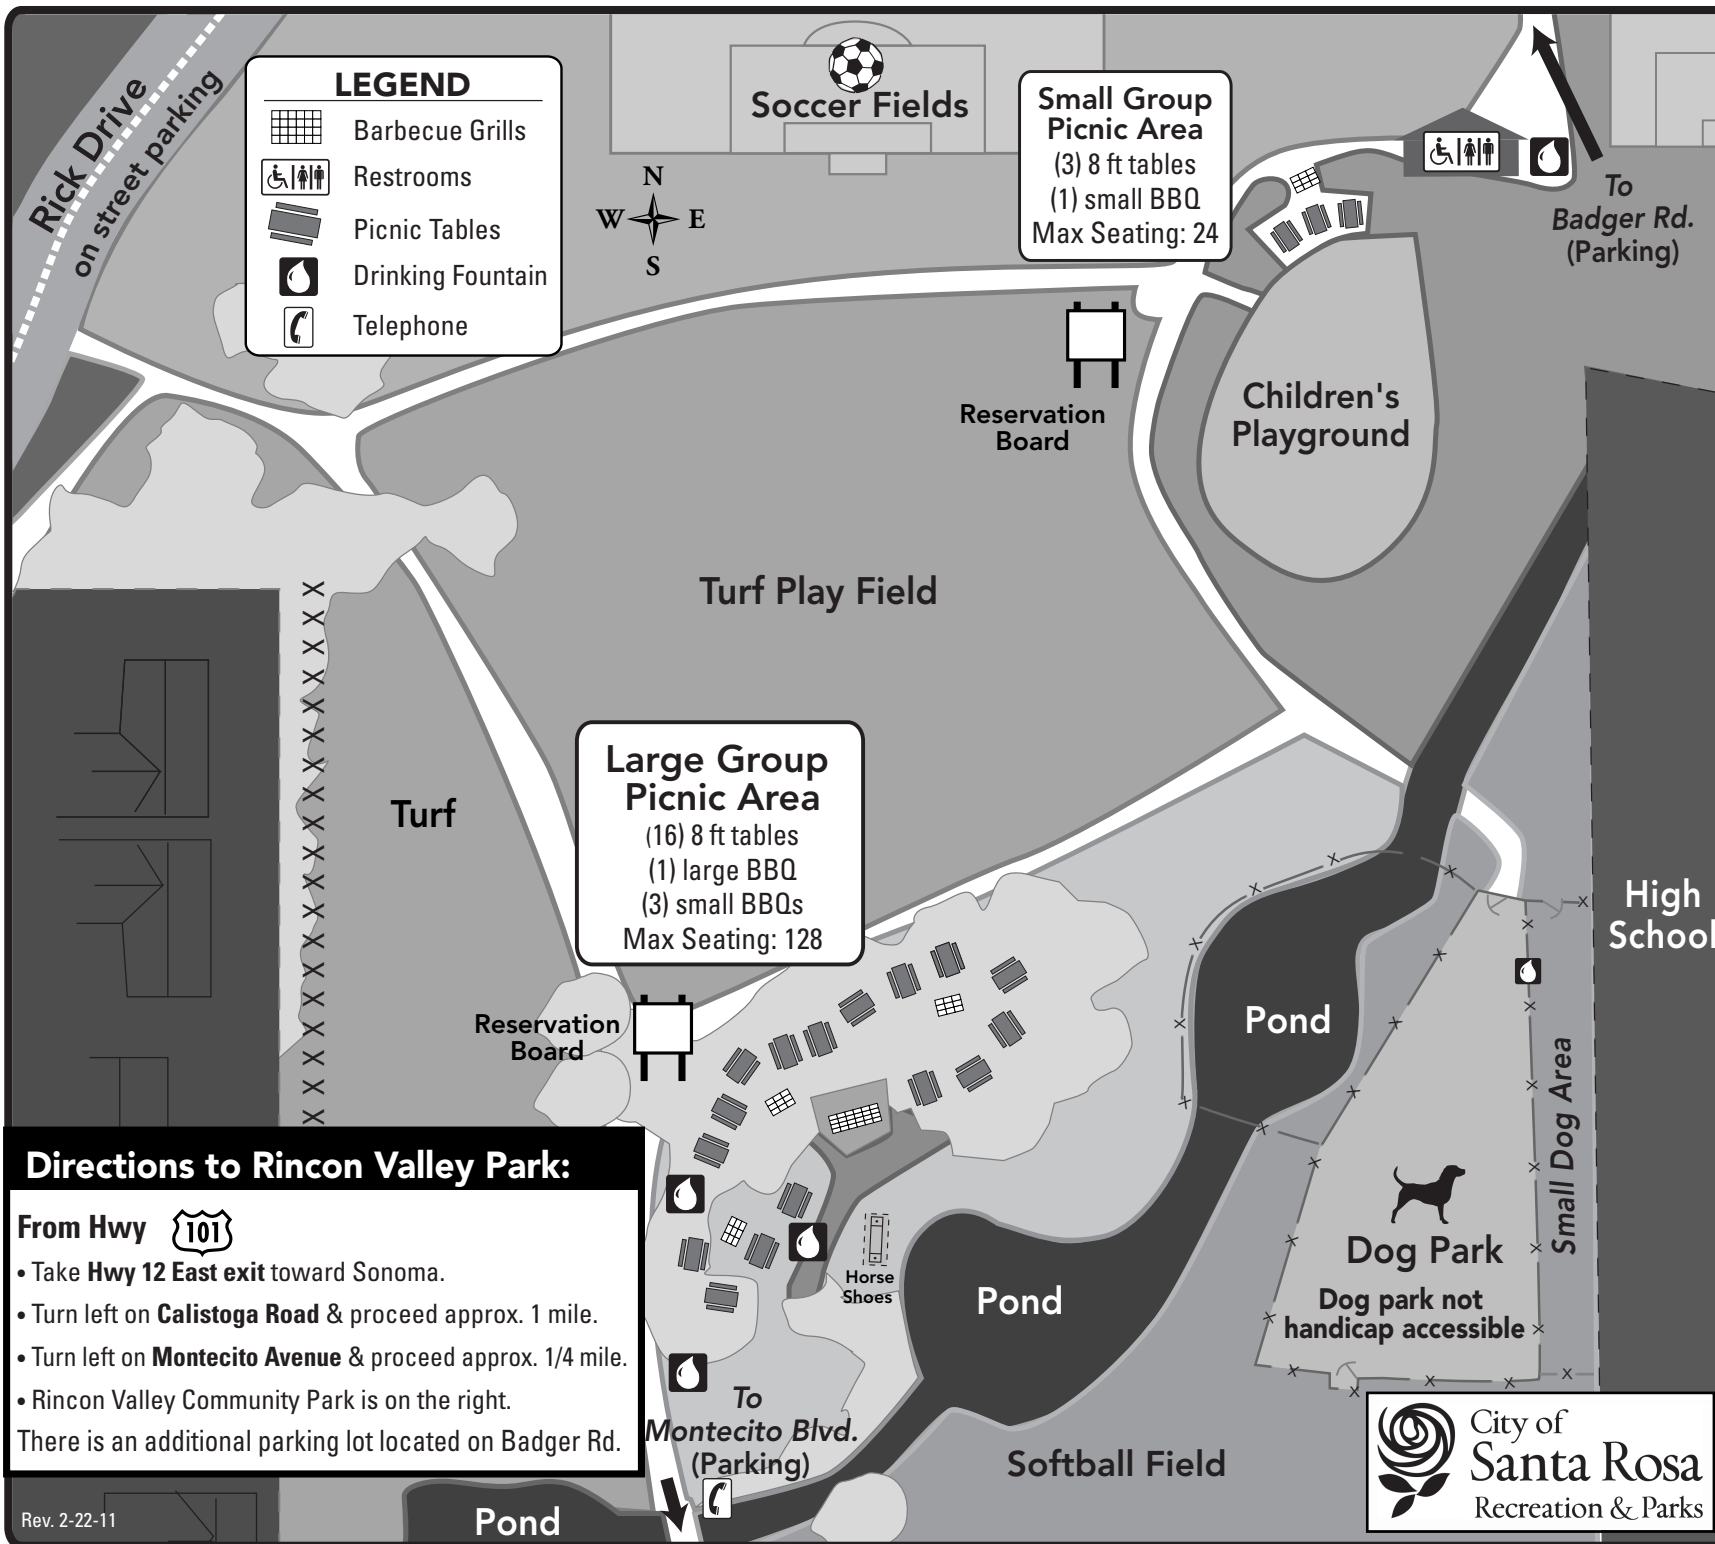 Rick Drive
on street parking
LEGEND
Barbecue Grills
Restrooms
Picnic Tables
Drinking Fountain
Telephone
N
W E
S
Soccer Fields
Small Group
Picnic Area
(3) 8 ft tables
(1) small BBQ
Max Seating: 24
To
Badger Rd.
(Parking)
Reservation
Board
Children's
Playground
Turf Play Field
Turf
Large Group
Picnic Area
(16) 8 ft tables
(1) large BBQ
(3) small BBQs
Max Seating: 128
High
School
Reservation
Board
Pond
Small Dog Area
Dog Park
Dog park not
handicap accessible
Horse
Shoes
Pond
Directions to Rincon Valley Park:
From Hwy 101
• Take Hwy 12 East exit toward Sonoma.
• Turn left on Calistoga Road & proceed approx. 1 mile.
• Turn left on Montecito Avenue & proceed approx. 1/4 mile.
• Rincon Valley Community Park is on the right.
There is an additional parking lot located on Badger Rd.
To
Montecito Blvd.
(Parking)
Softball Field
City of
Santa Rosa
Recreation & Parks
Rev. 2-22-11
Pond